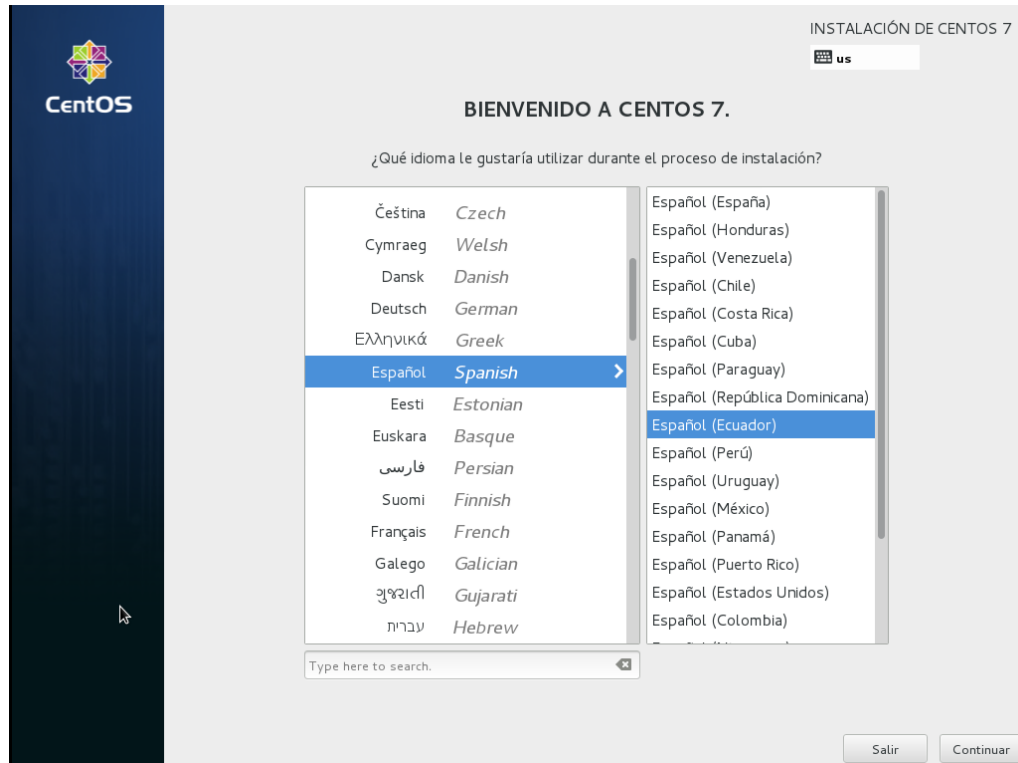 INSTALACIÓN DE CENTOS 7
us
CentOS
BIENVENIDO A CENTOS 7.
¿Qué idioma le gustaría utilizar durante el proceso de instalación?
Čeština Czech
Cymraeg Welsh
Dansk Danish
Deutsch German
Ελληνικά Greek
Español Spanish
Eesti Estonian
Euskara Basque
فارسی Persian
Suomi Finnish
Français French
Galego Galician
ગુજરાતી Gujarati
עברית Hebrew
Español (España)
Español (Honduras)
Español (Venezuela)
Español (Chile)
Español (Costa Rica)
Español (Cuba)
Español (Paraguay)
Español (República Dominicana)
Español (Ecuador)
Español (Perú)
Español (Uruguay)
Español (México)
Español (Panamá)
Español (Puerto Rico)
Español (Estados Unidos)
Español (Colombia)
Type here to search.
Salir
Continuar